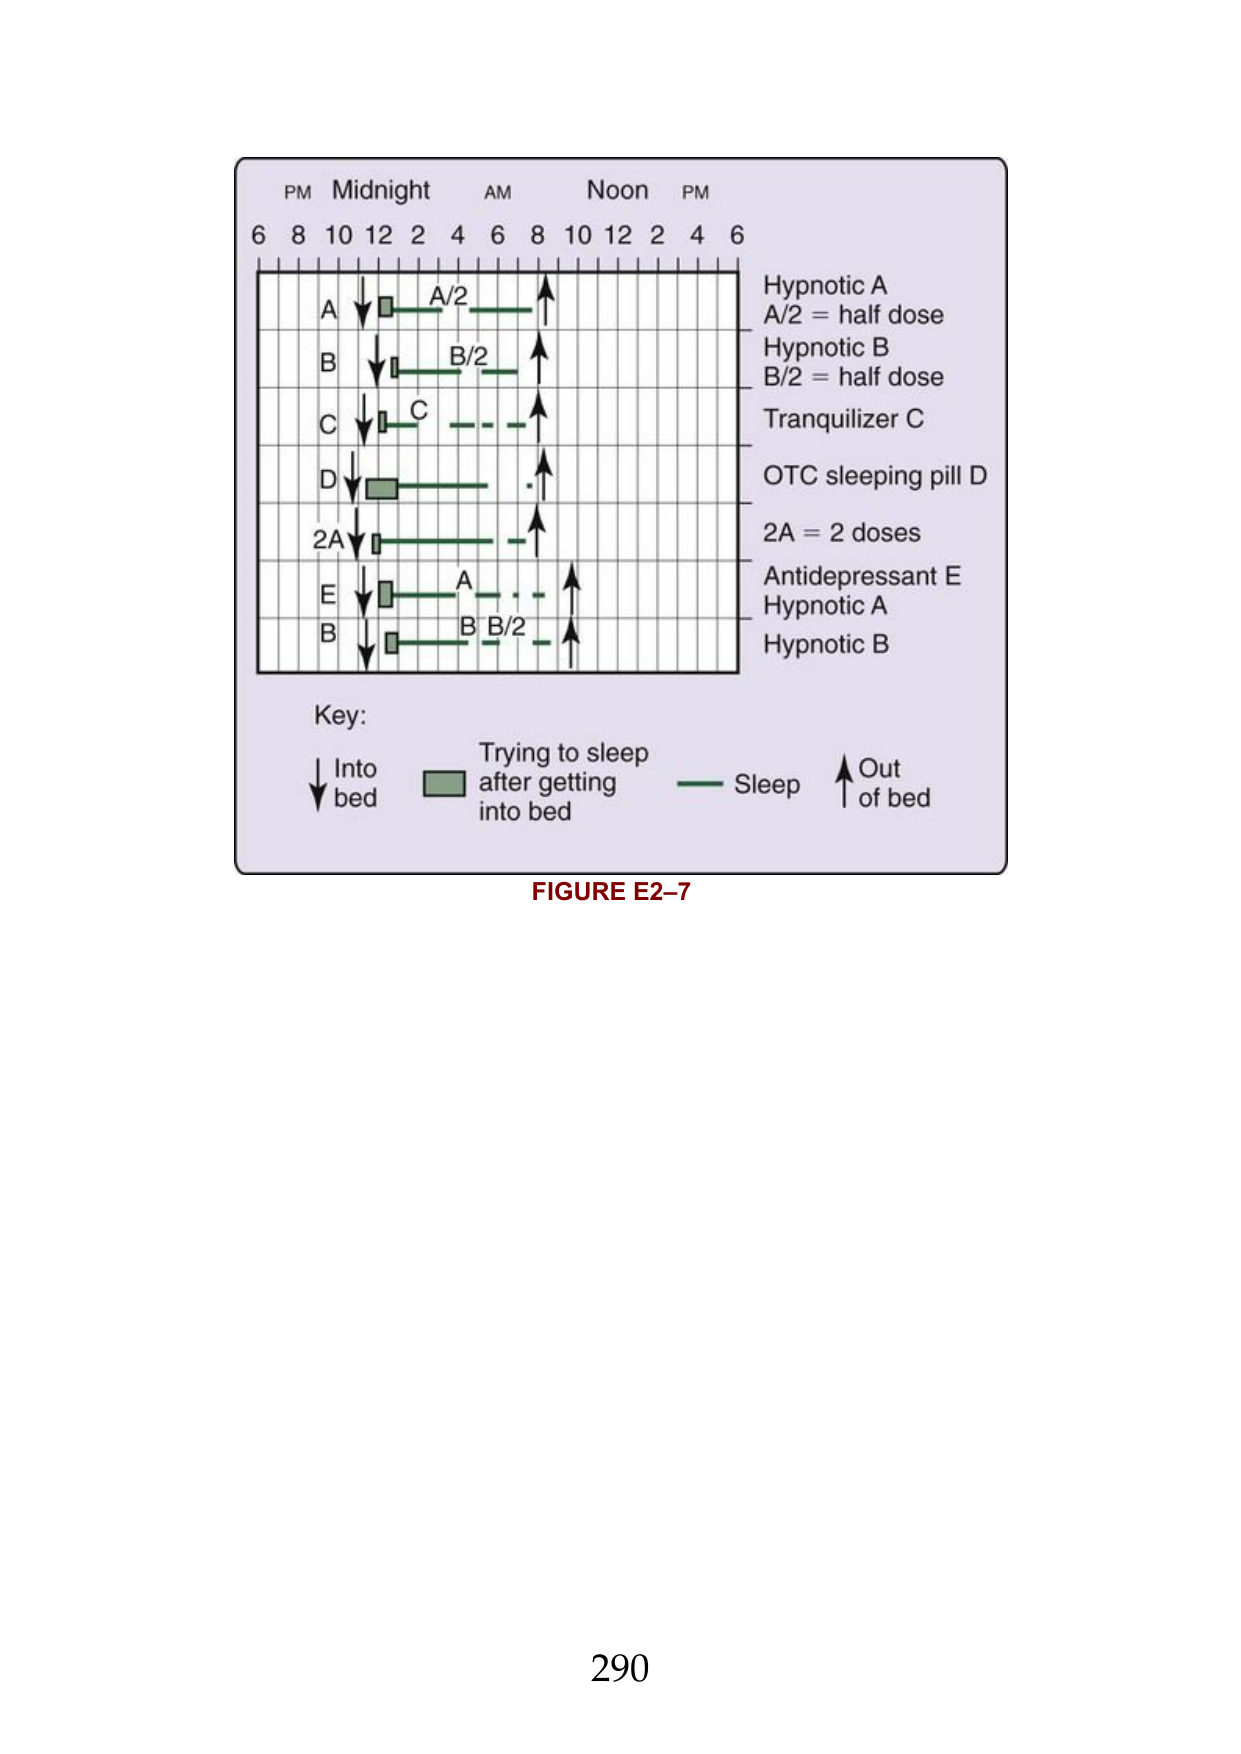 PM Midnight AM Noon PM
6 8 10 12 2 4 6 8 10 12 2 4 6
A A/2 Hypnotic A
A/2 = half dose
B B/2 Hypnotic B
B/2 = half dose
C C Tranquilizer C
D OTC sleeping pill D
2A 2A = 2 doses
E A Antidepressant E
Hypnotic A
B B B/2 Hypnotic B
Key:
Into
bed
Trying to sleep
after getting
into bed
Sleep
Out
of bed
FIGURE E2–7
290